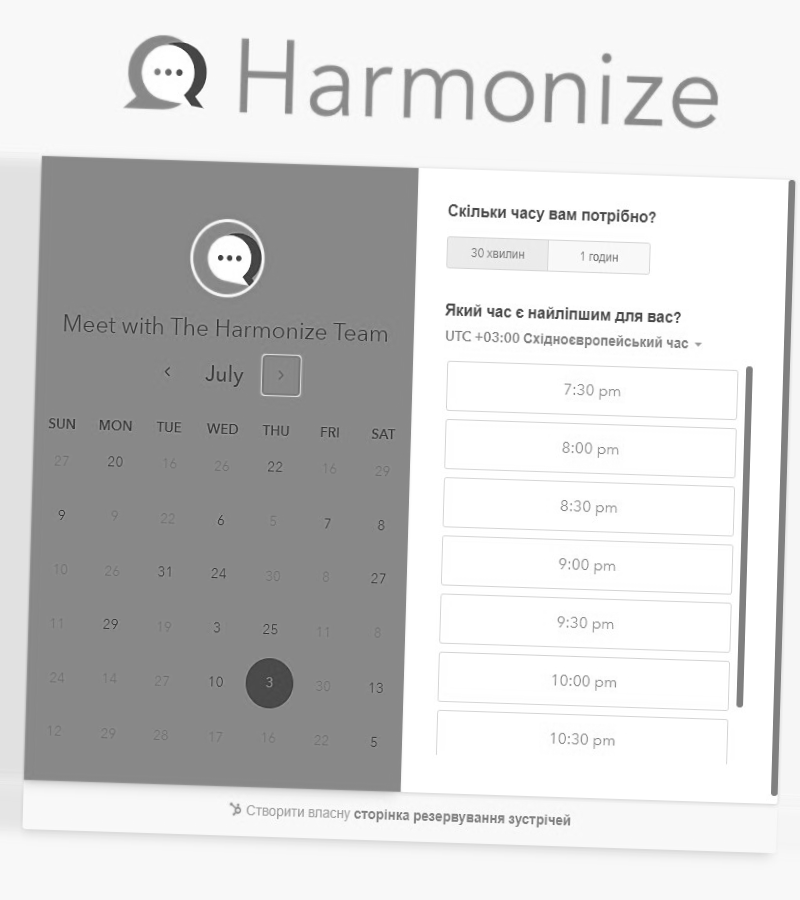 Harmonize
Meet with The Harmonize Team
July
SUN MON TUE WED THU FRI SAT
27 20 16 26 22 16 29
9 9 22 6 5 7 8
10 26 31 24 30 8 27
11 29 19 3 25 11 8
24 14 27 10 3 30 13
12 29 28 17 16 22 5
Скільки часу вам потрібно?
30 хвилин 1 годин
Який час є найліпшим для вас?
UTC +03:00 Східноєвропейський час
7:30 pm
8:00 pm
8:30 pm
9:00 pm
9:30 pm
10:00 pm
10:30 pm
Створити власну сторінка резервування зустрічей